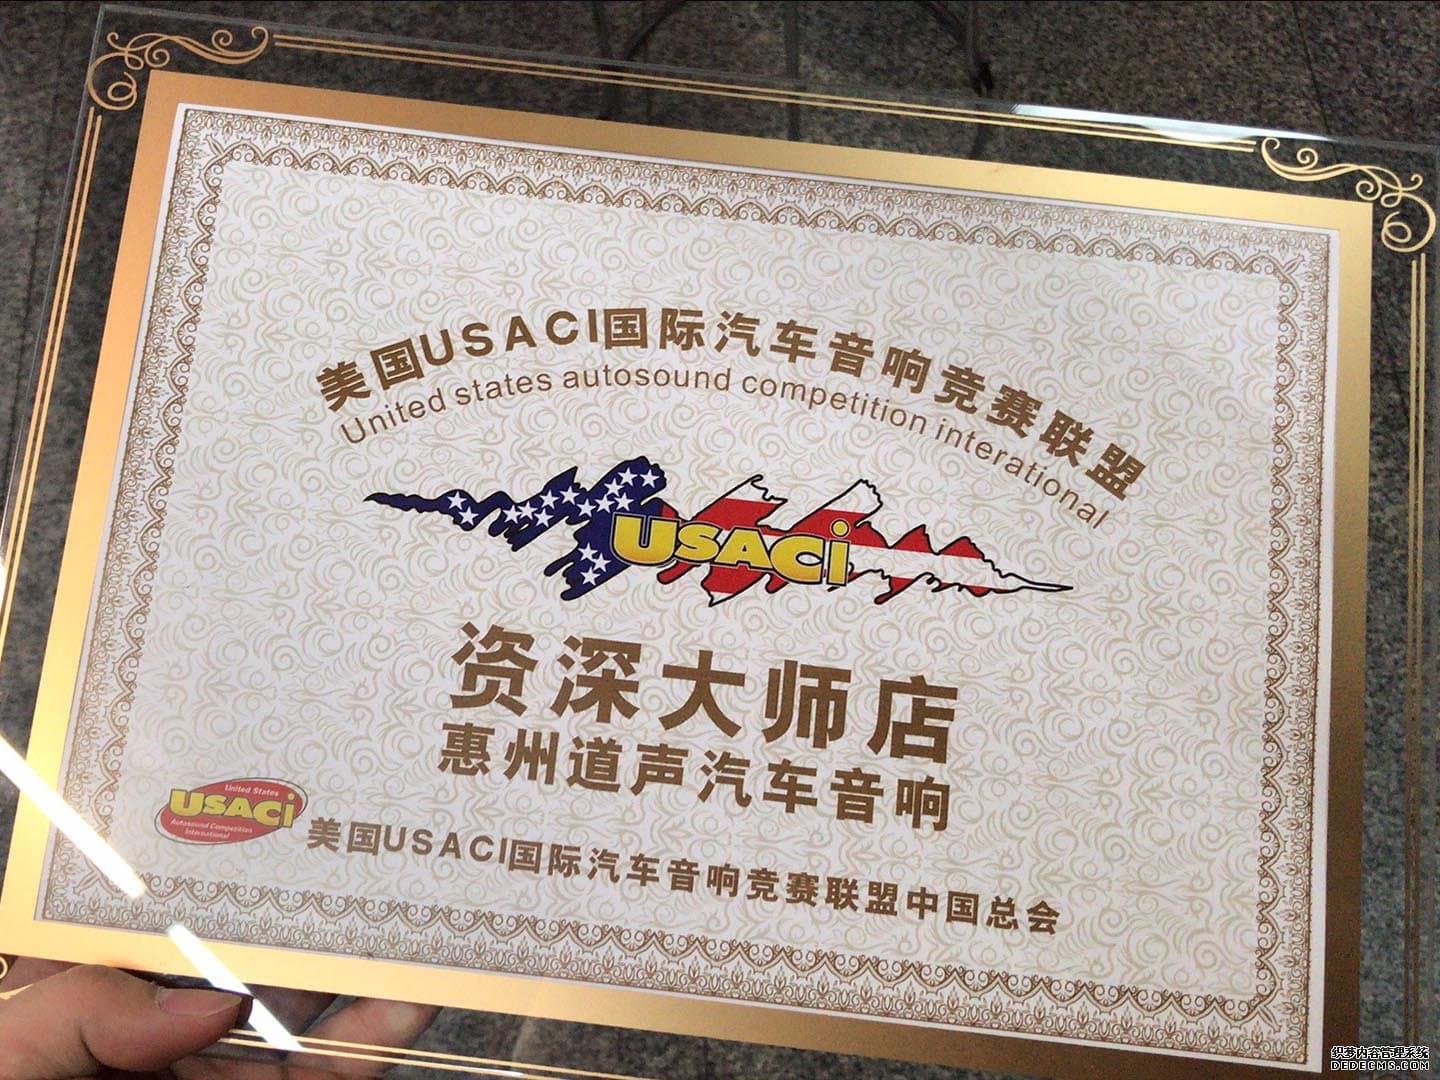 美国USACI国际汽车音响竞赛联盟
United states autosound competition interational
USACi
资深大师店
惠州道声汽车音响
United States
USACi
Autosound Competition
International
美国USACI国际汽车音响竞赛联盟中国总会
织梦内容管理系统
DEDECMS.COM